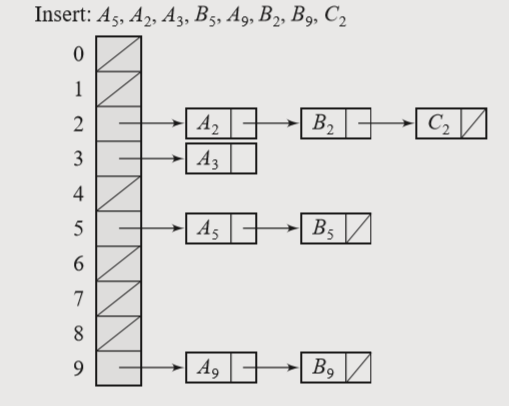 Insert: A₅, A₂, A₃, B₅, A₉, B₂, B₉, C₂
0
1
2 A₂ B₂ C₂
3 A₃
4
5 A₅ B₅
6
7
8
9 A₉ B₉